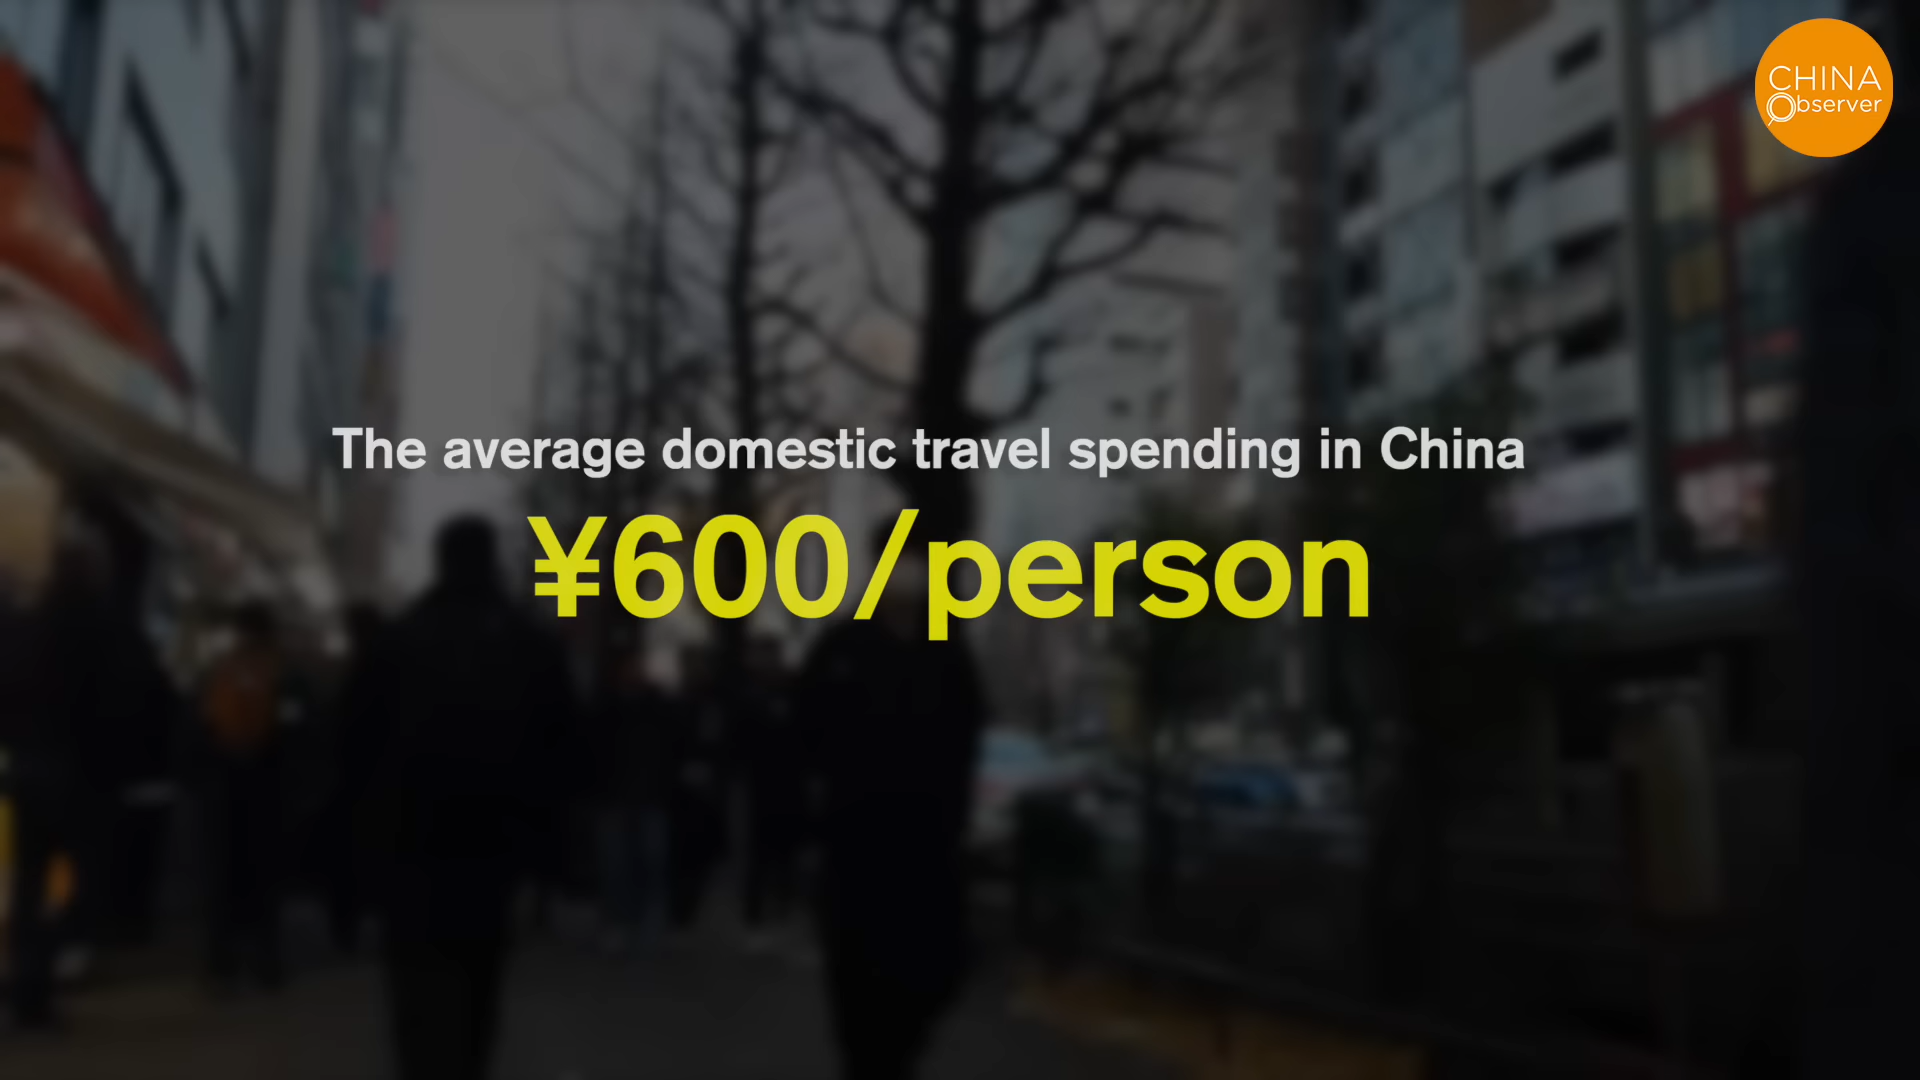 CHINA
Observer
The average domestic travel spending in China
¥600/person